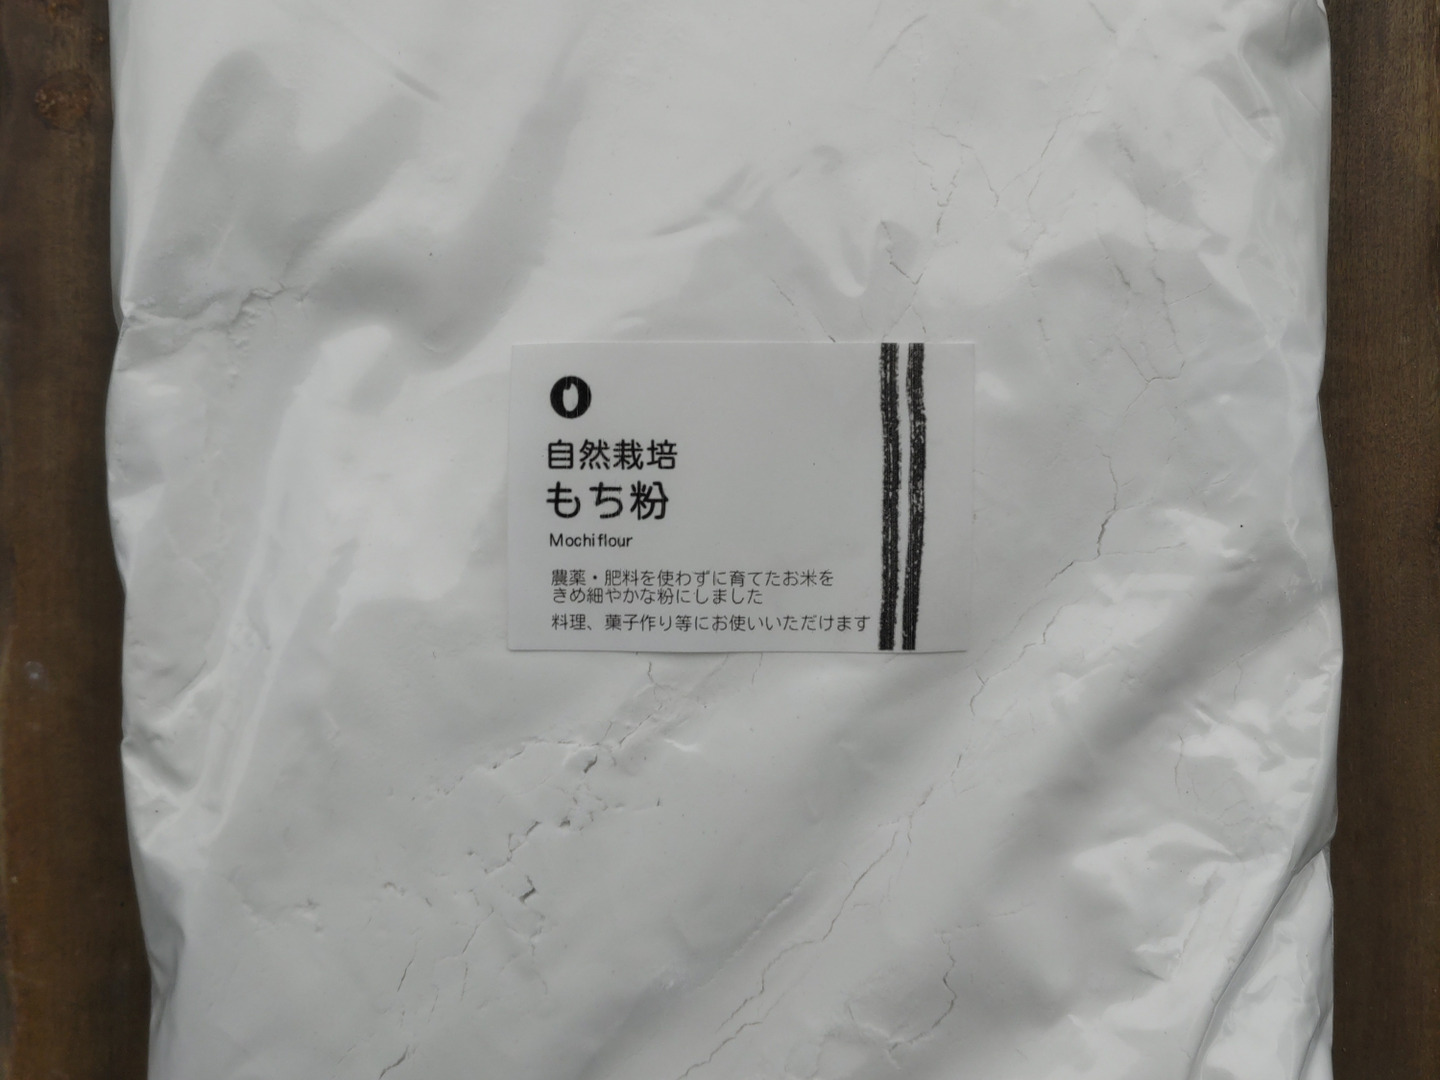 自然栽培
もち粉
Mochiflour
農薬・肥料を使わずに育てたお米を
きめ細やかな粉にしました
料理、菓子作り等にお使いいただけます